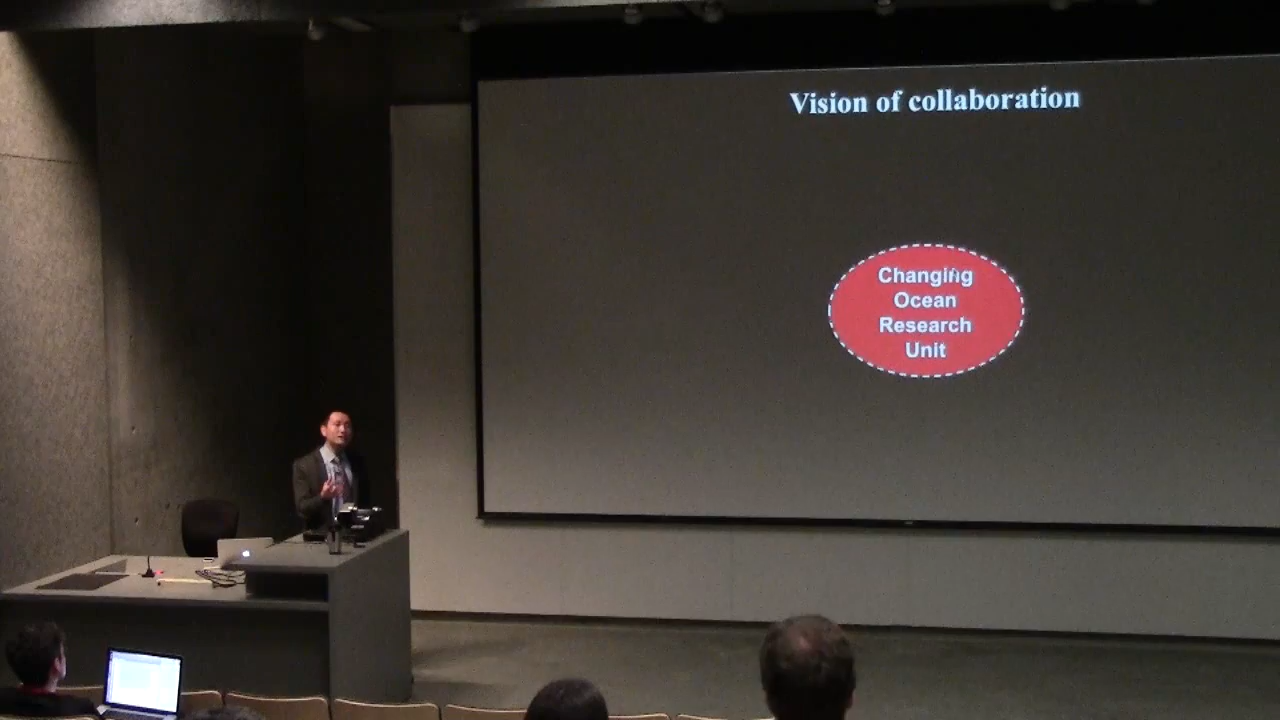 Vision of collaboration
Changing
Ocean
Research
Unit